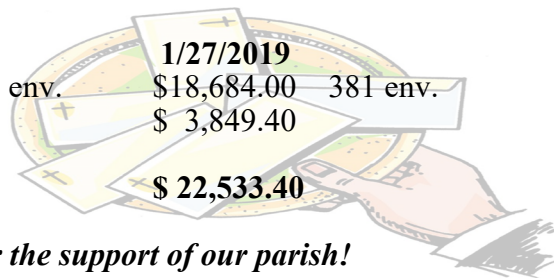 1/27/2019
env. $18,684.00 381 env.
$ 3,849.40
$ 22,533.40
the support of our parish!